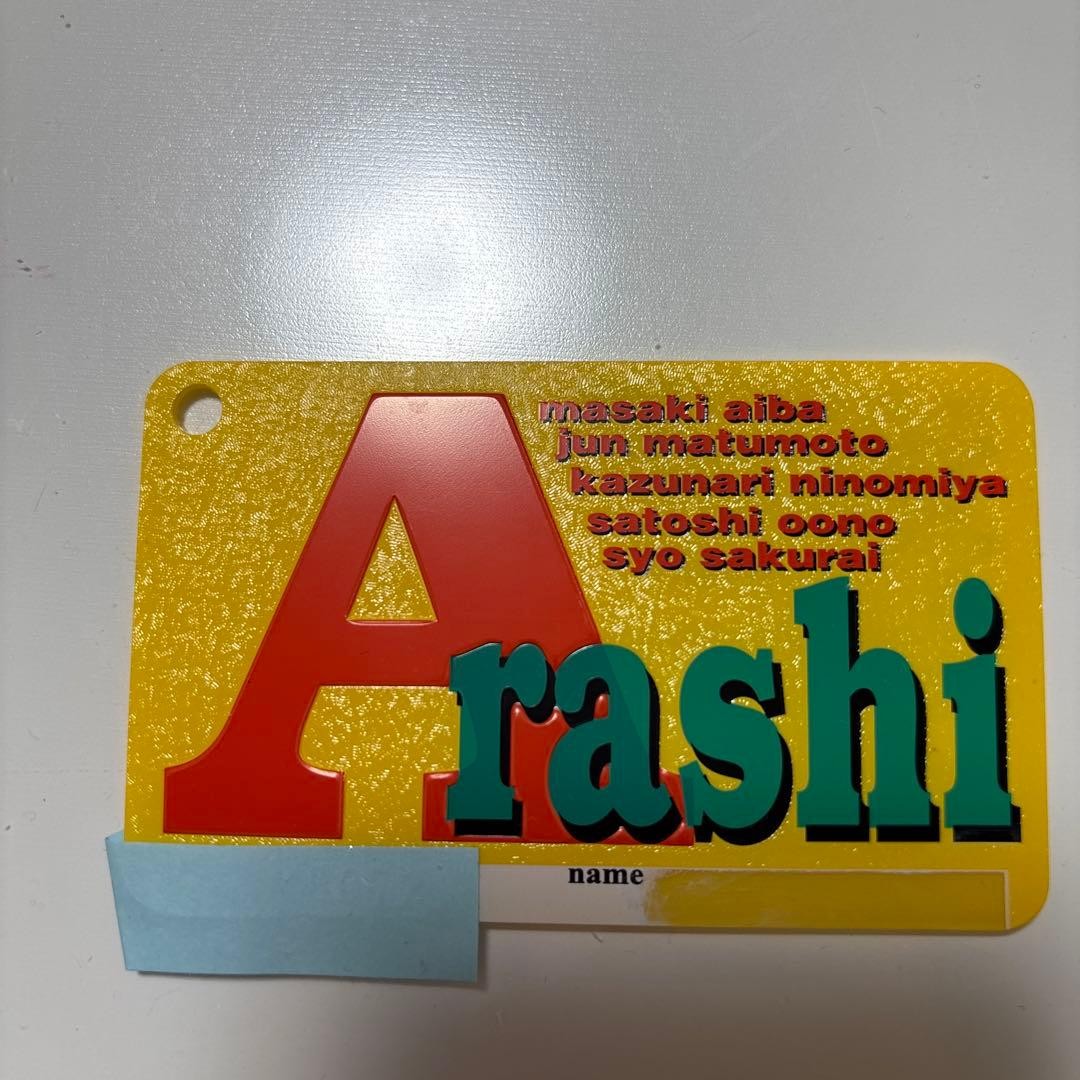 masaki aiba
jun matumoto
kazunari ninomiya
satoshi oono
syo sakurai
Arashi
name